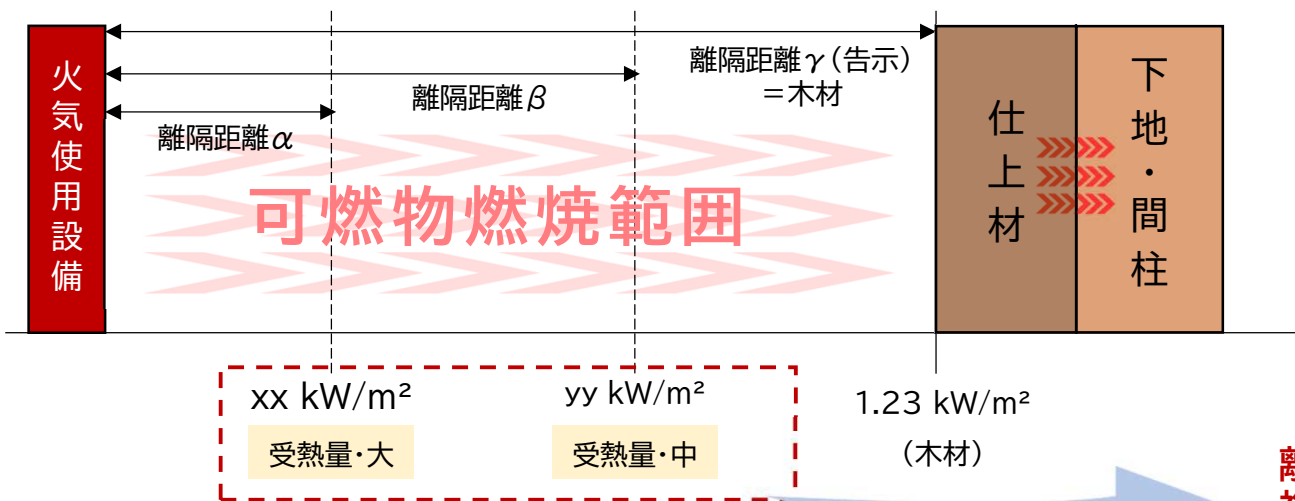 火気使用設備
離隔距離γ(告示)
＝木材
離隔距離β
離隔距離α
可燃物燃焼範囲
仕上材
下地・間柱
xx kW/m²
yy kW/m²
1.23 kW/m²
受熱量・大
受熱量・中
（木材）
離